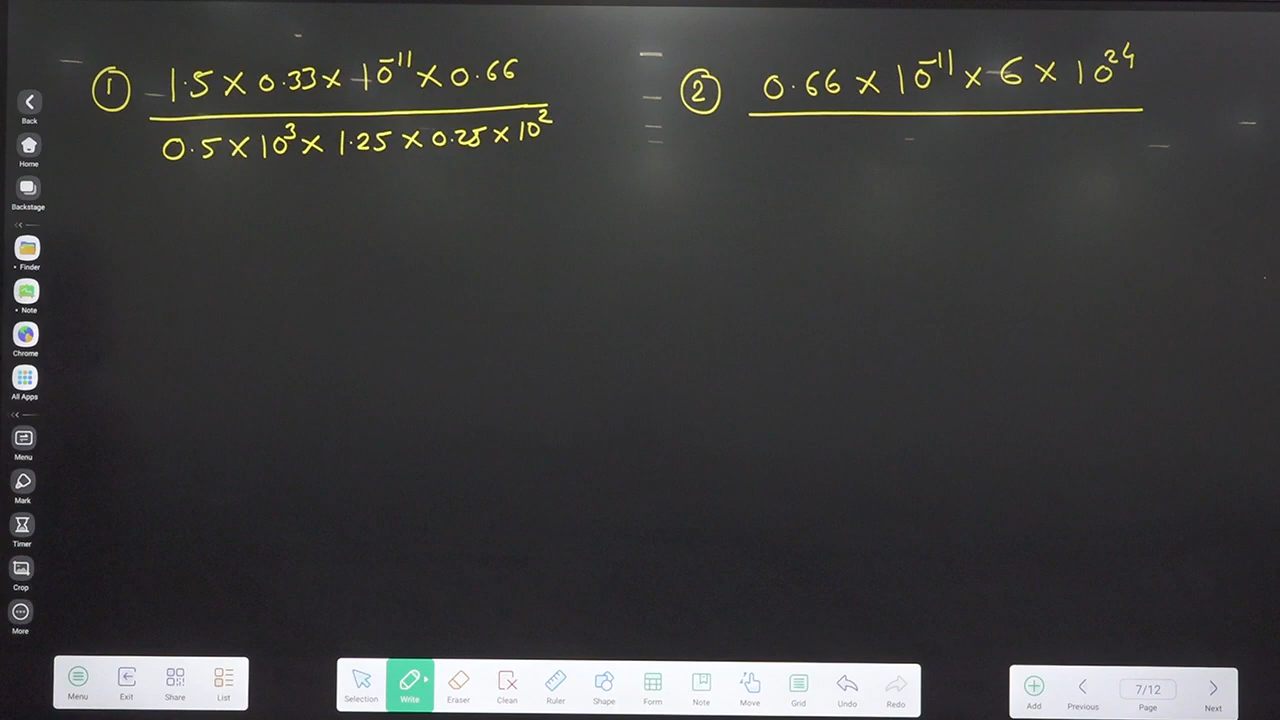 ① 1.5 × 0.33 × 10⁻¹¹ × 0.66
0.5 × 10³ × 1.25 × 0.25 × 10²
② 0.66 × 10⁻¹¹ × 6 × 10²⁴
Back
Home
Backstage
Finder
Note
Chrome
All Apps
Menu
Mark
Timer
Crop
More
Menu Exit Share List
Selection Write Eraser Clean Ruler Shape Form Note Move Grid Undo Redo
7/12
Add Previous Page Next